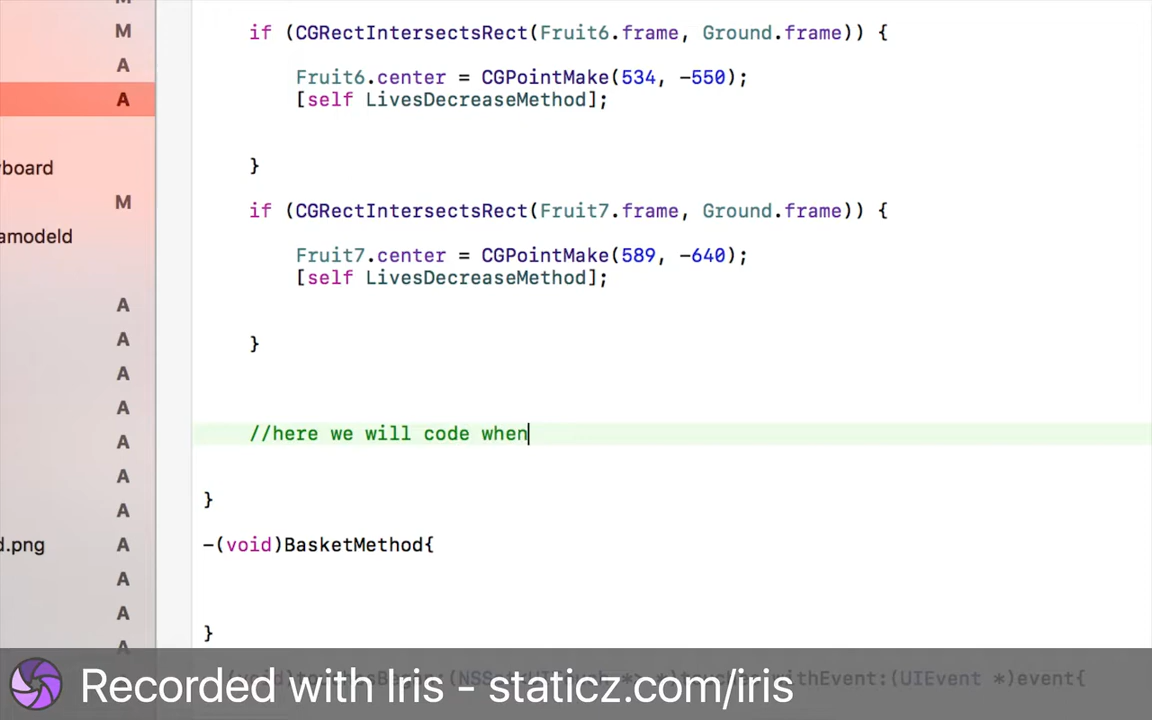 M
M
A
A
yboard
M
amodeld
A
A
A
A
A
A
A
d.png A
A
A
A
if (CGRectIntersectsRect(Fruit6.frame, Ground.frame)) {
Fruit6.center = CGPointMake(534, -550);
[self LivesDecreaseMethod];
}
if (CGRectIntersectsRect(Fruit7.frame, Ground.frame)) {
Fruit7.center = CGPointMake(589, -640);
[self LivesDecreaseMethod];
}
//here we will code when
}
-(void)BasketMethod{
}
withEvent:(UIEvent *)event{
Recorded with Iris - staticz.com/iris